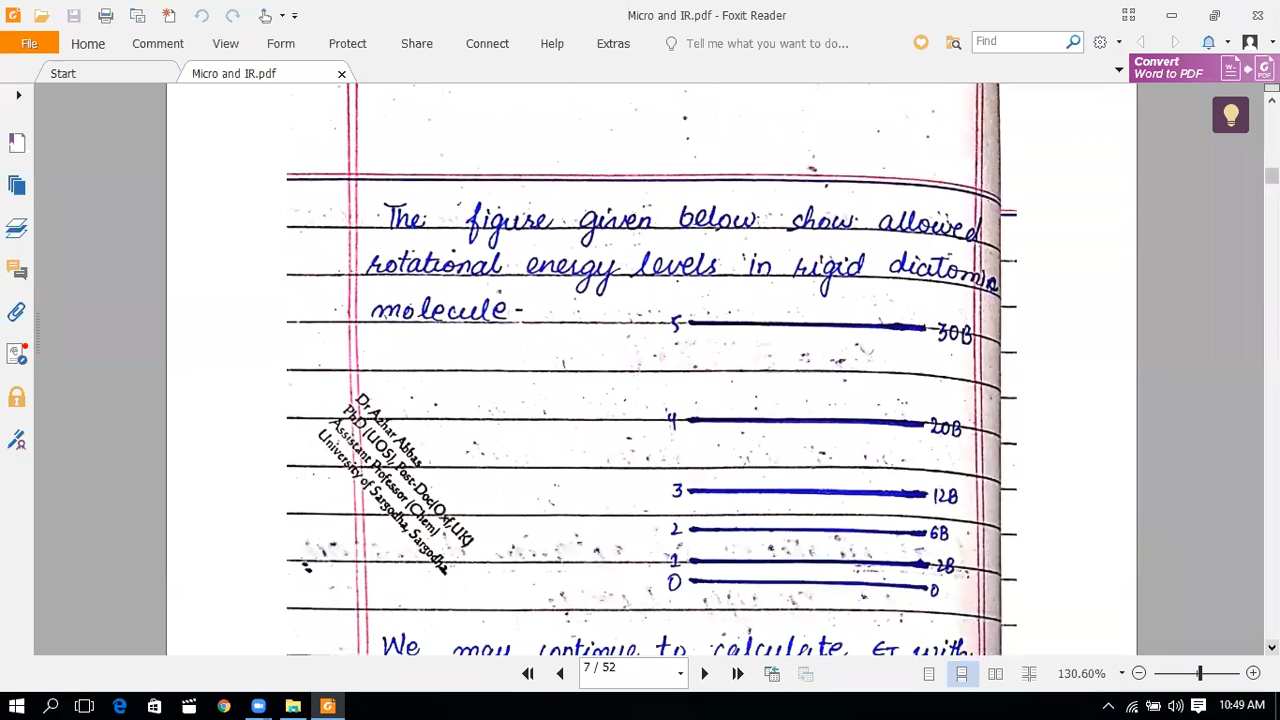 Micro and IR.pdf - Foxit Reader
File
Home
Comment
View
Form
Protect
Share
Connect
Help
Extras
Tell me what you want to do...
Find
Start
Micro and IR.pdf
Convert
Word to PDF
The figure given below show allowed
rotational energy levels in rigid diatomic
molecule -
5 30B
4 20B
3 12B
2 6B
1 2B
0 0
Dr Azhar Abbas
PhD (UOS), Post-Doc(Oxf,UK)
Assistant Professor (Chem)
University of Sargodha, Sargodha.
We may continue to calculate ET with
7 / 52
130.60%
10:49 AM